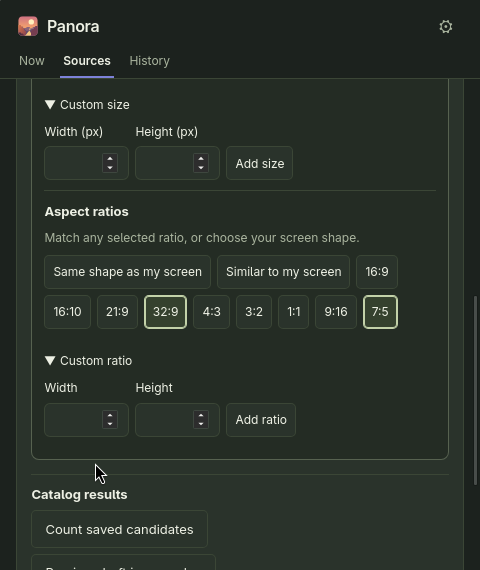 Panora
Now Sources History
Custom size
Width (px) Height (px)
Add size
Aspect ratios
Match any selected ratio, or choose your screen shape.
Same shape as my screen Similar to my screen 16:9
16:10 21:9 32:9 4:3 3:2 1:1 9:16 7:5
Custom ratio
Width Height
Add ratio
Catalog results
Count saved candidates